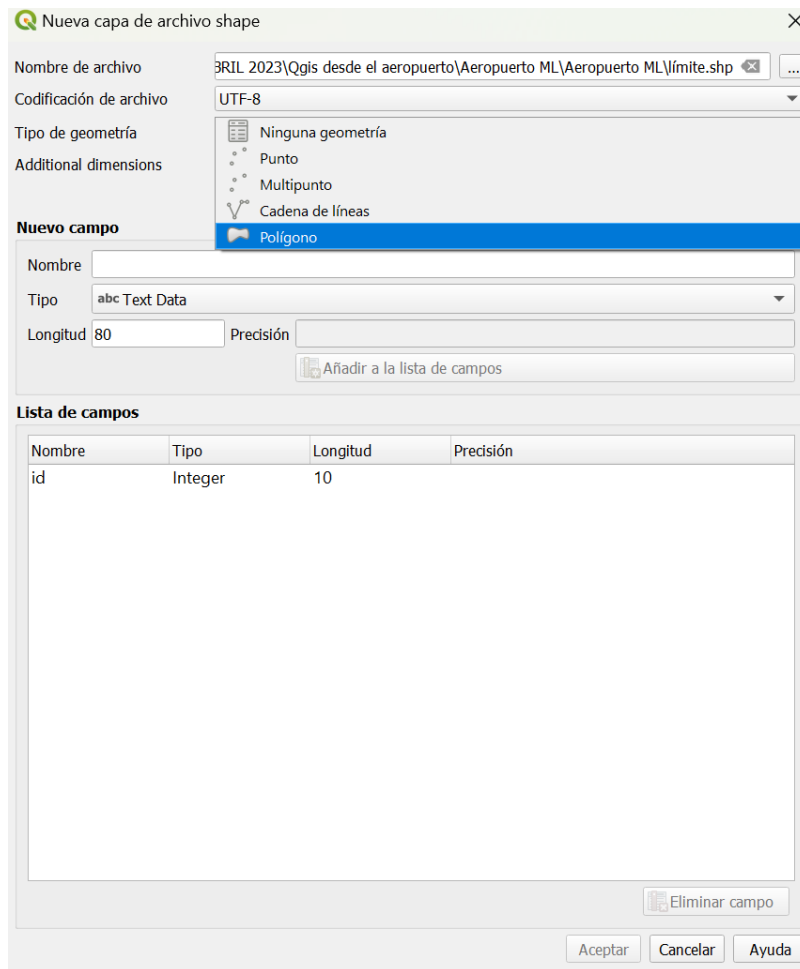 Nueva capa de archivo shape
Nombre de archivo BRIL 2023\Qgis desde el aeropuerto\Aeropuerto ML\Aeropuerto ML\límite.shp ...
Codificación de archivo UTF-8
Tipo de geometría
Ninguna geometría
Punto
Additional dimensions
Multipunto
Cadena de líneas
Nuevo campo
Polígono
Nombre
Tipo abc Text Data
Longitud 80 Precisión
Añadir a la lista de campos
Lista de campos
Nombre Tipo Longitud Precisión
id Integer 10
Eliminar campo
Aceptar Cancelar Ayuda